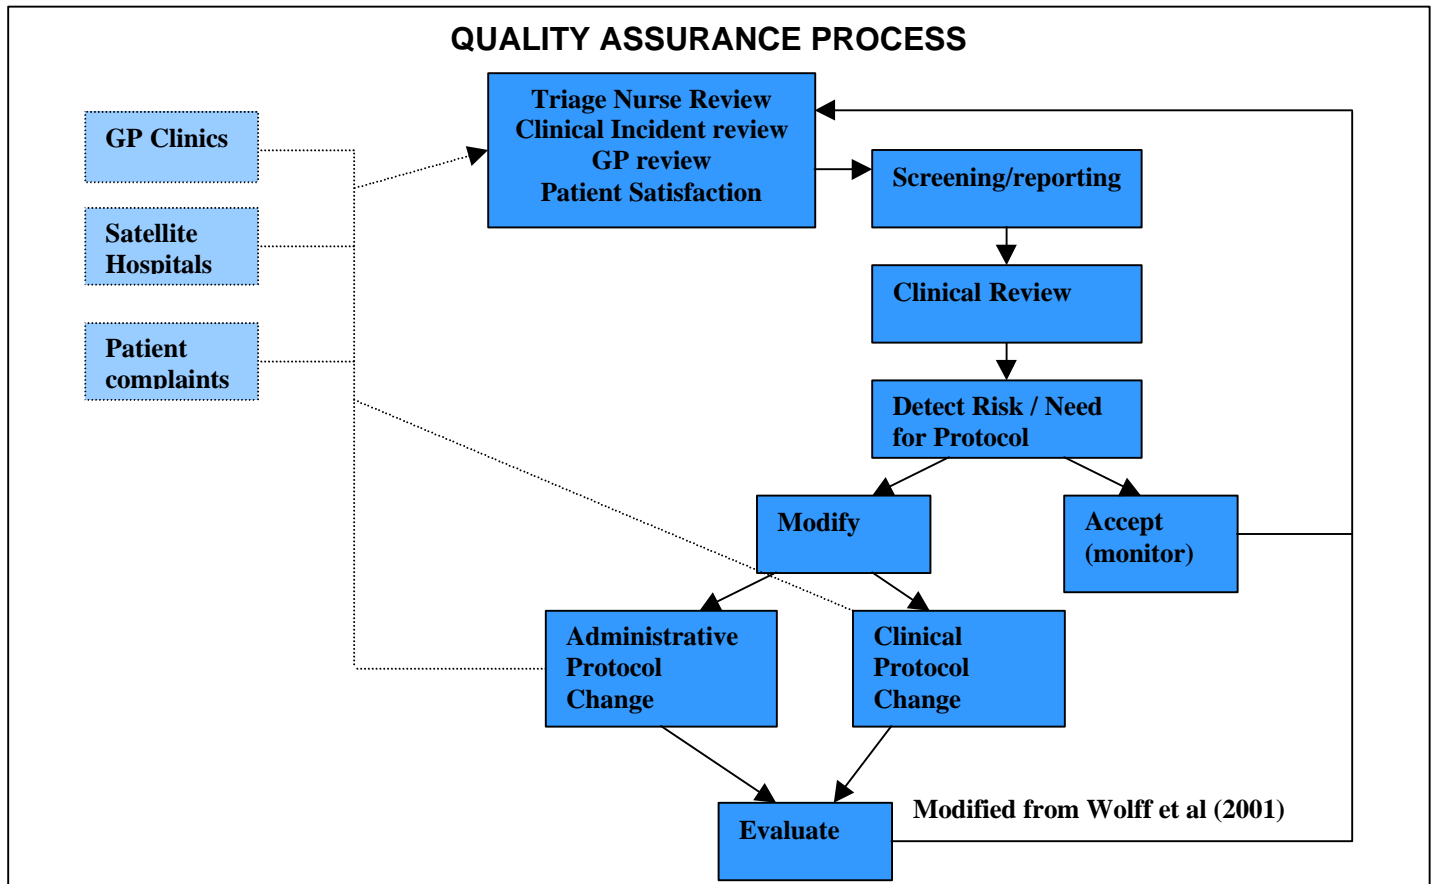 QUALITY ASSURANCE PROCESS
Triage Nurse Review
Clinical Incident review
GP review
Patient Satisfaction
GP Clinics
Screening/reporting
Satellite
Hospitals
Clinical Review
Patient
complaints
Detect Risk / Need
for Protocol
Modify
Accept
(monitor)
Administrative
Protocol
Change
Clinical
Protocol
Change
Modified from Wolff et al (2001)
Evaluate